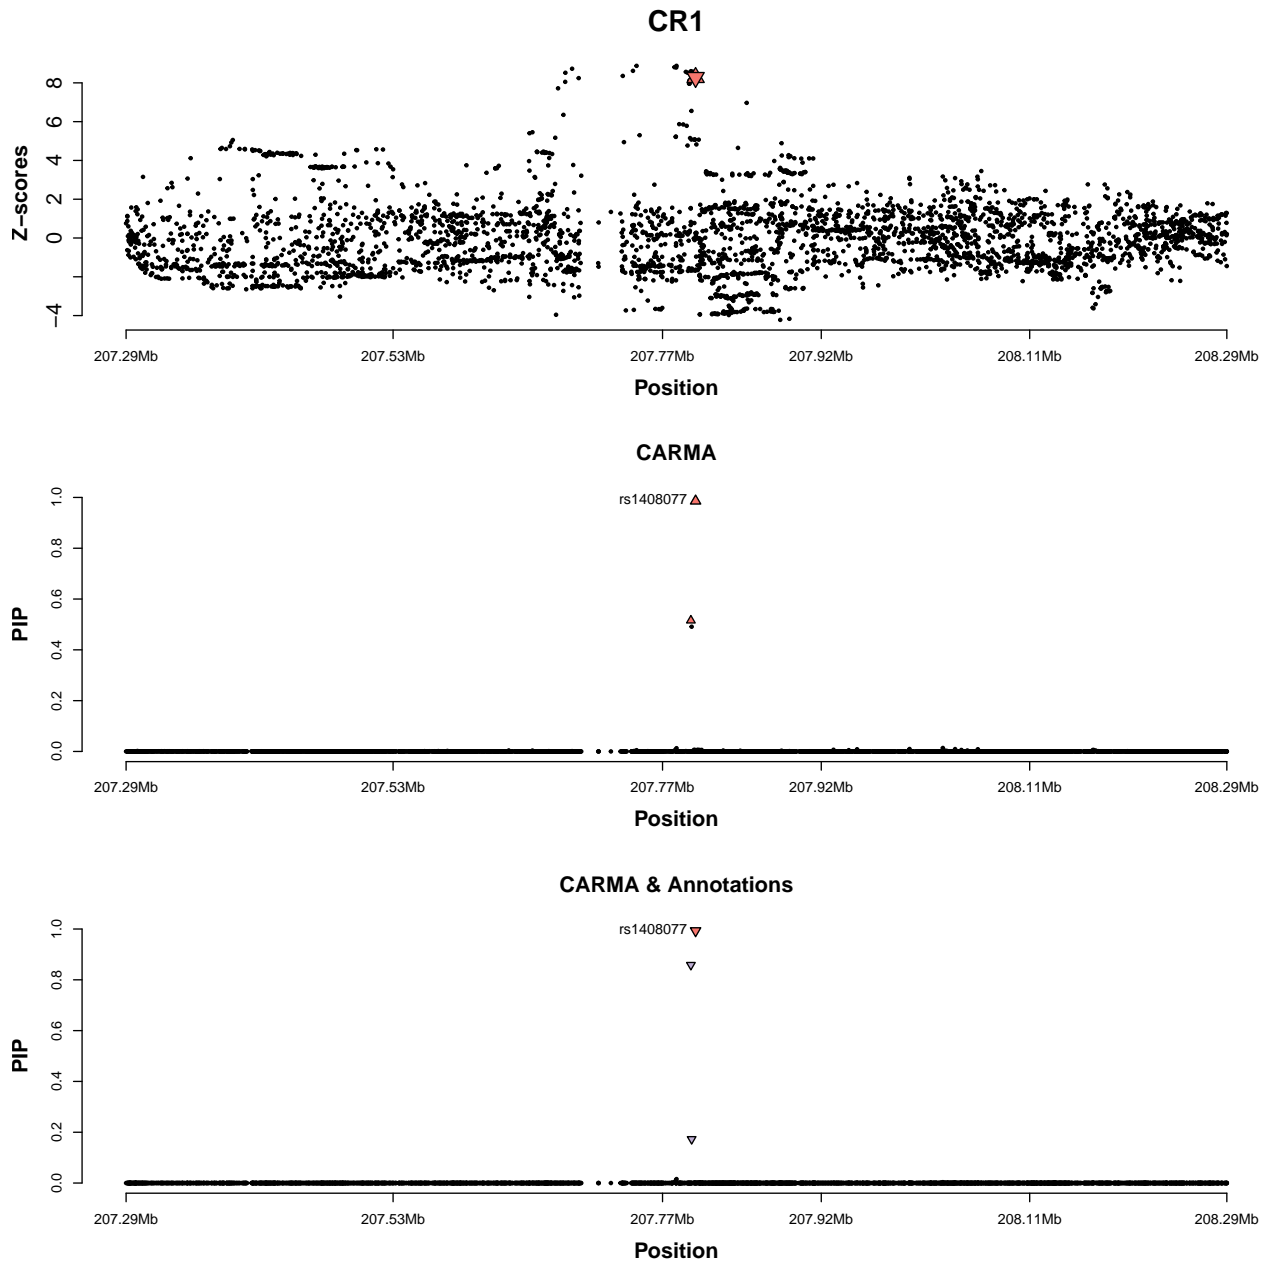 CR1
Z−scores
8
6
4
2
0
−4
207.29Mb 207.53Mb 207.77Mb 207.92Mb 208.11Mb 208.29Mb
Position
CARMA
PIP
1.0
0.8
0.6
0.4
0.2
0.0
rs1408077
207.29Mb 207.53Mb 207.77Mb 207.92Mb 208.11Mb 208.29Mb
Position
CARMA & Annotations
PIP
1.0
0.8
0.6
0.4
0.2
0.0
rs1408077
207.29Mb 207.53Mb 207.77Mb 207.92Mb 208.11Mb 208.29Mb
Position